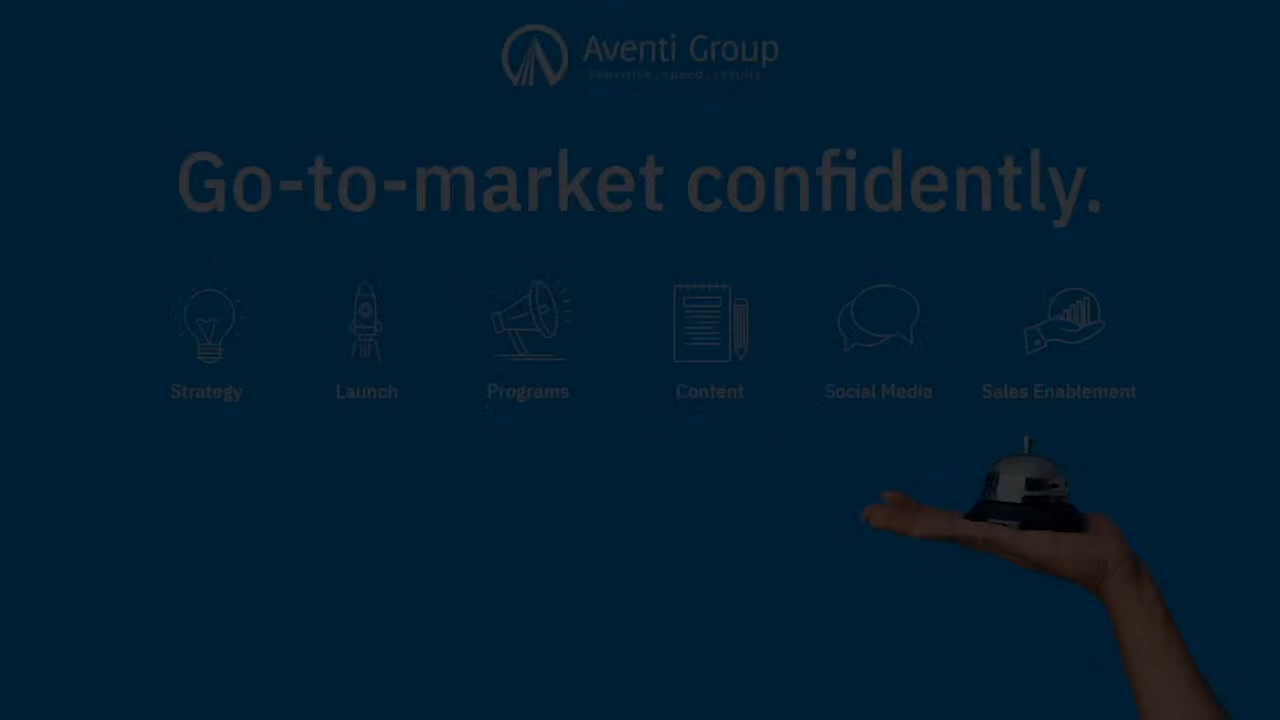 Aventi Group
Go-to-market confidently.
Strategy
Launch
Programs
Content
Social Media
Sales Enablement